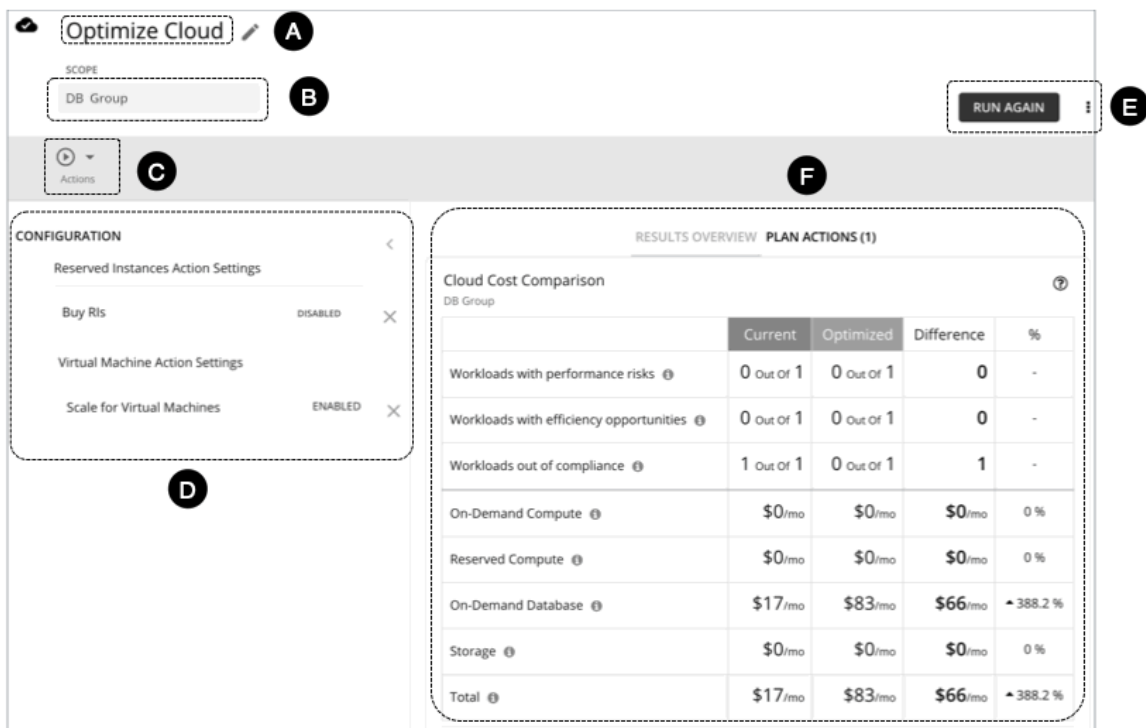 Optimize Cloud A
SCOPE
DB Group B
RUN AGAIN E
Actions C
F
CONFIGURATION
Reserved Instances Action Settings
Buy RIs DISABLED
Virtual Machine Action Settings
Scale for Virtual Machines ENABLED
D
RESULTS OVERVIEW PLAN ACTIONS (1)
Cloud Cost Comparison
DB Group
Current Optimized Difference %
Workloads with performance risks 0 Out Of 1 0 Out Of 1 0 -
Workloads with efficiency opportunities 0 Out Of 1 0 Out Of 1 0 -
Workloads out of compliance 1 Out Of 1 0 Out Of 1 1 -
On-Demand Compute $0/mo $0/mo $0/mo 0 %
Reserved Compute $0/mo $0/mo $0/mo 0 %
On-Demand Database $17/mo $83/mo $66/mo 388.2 %
Storage $0/mo $0/mo $0/mo 0 %
Total $17/mo $83/mo $66/mo 388.2 %